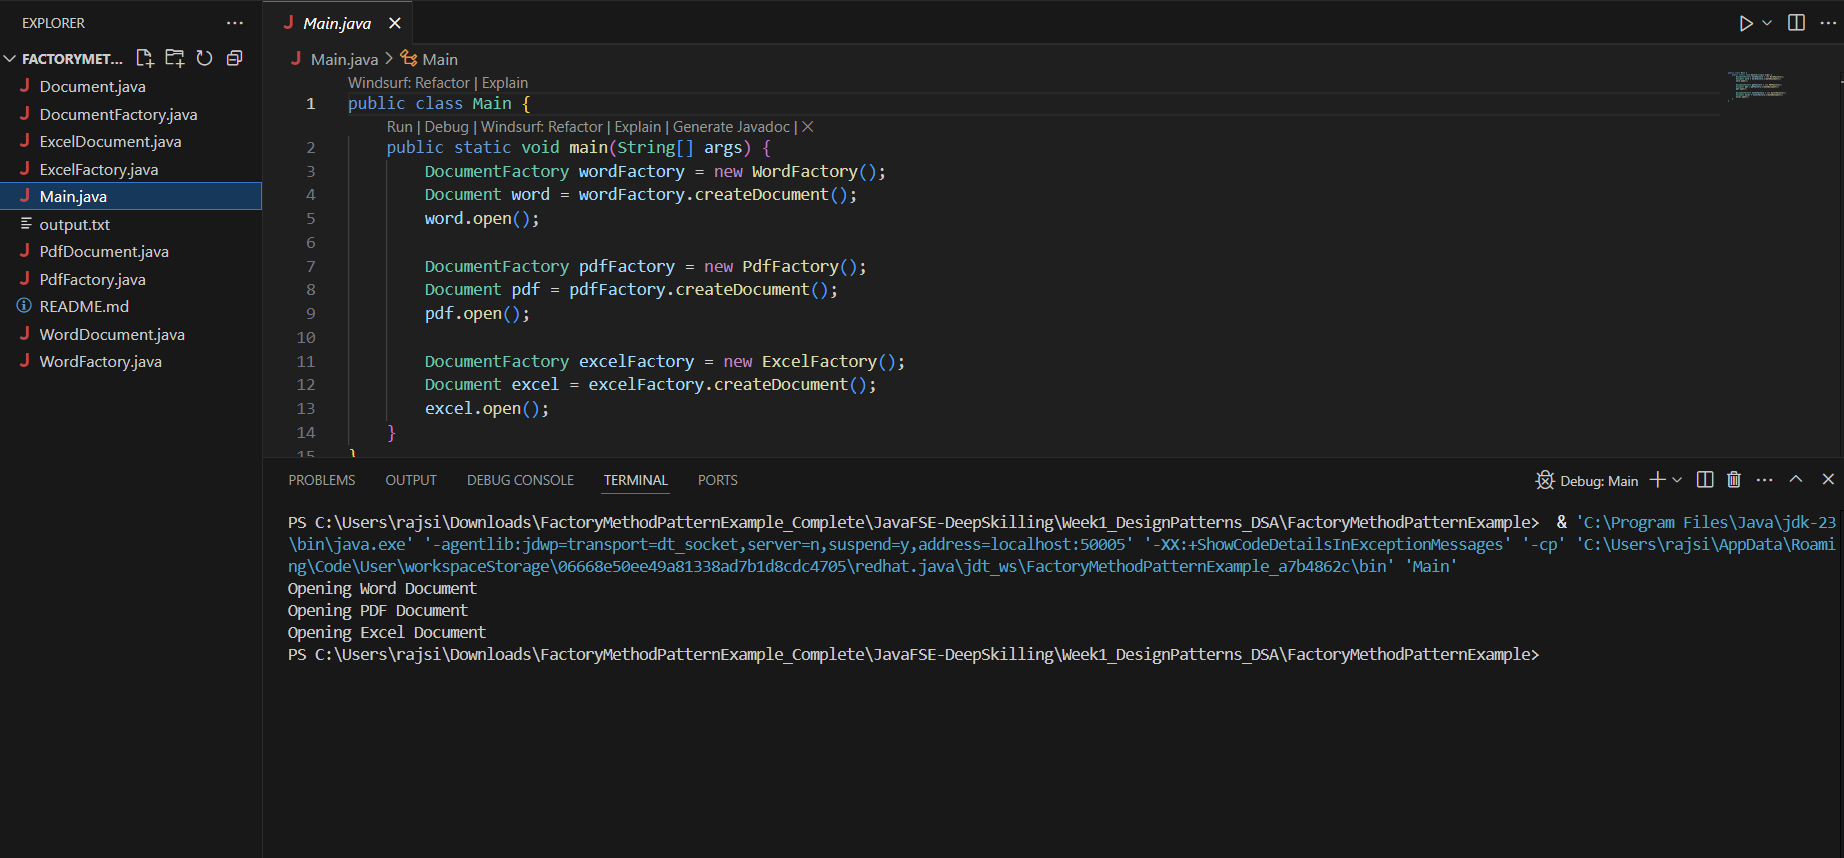 EXPLORER
FACTORYMET...
Document.java
DocumentFactory.java
ExcelDocument.java
ExcelFactory.java
Main.java
output.txt
PdfDocument.java
PdfFactory.java
README.md
WordDocument.java
WordFactory.java
Main.java
Main.java > Main
Windsurf: Refactor | Explain
1 public class Main {
Run | Debug | Windsurf: Refactor | Explain | Generate Javadoc | X
2 public static void main(String[] args) {
3 DocumentFactory wordFactory = new WordFactory();
4 Document word = wordFactory.createDocument();
5 word.open();
6
7 DocumentFactory pdfFactory = new PdfFactory();
8 Document pdf = pdfFactory.createDocument();
9 pdf.open();
10
11 DocumentFactory excelFactory = new ExcelFactory();
12 Document excel = excelFactory.createDocument();
13 excel.open();
14 }
15 }
PROBLEMS OUTPUT DEBUG CONSOLE TERMINAL PORTS Debug: Main
PS C:\Users\rajsi\Downloads\FactoryMethodPatternExample_Complete\JavaFSE-DeepSkilling\Week1_DesignPatterns_DSA\FactoryMethodPatternExample> & 'C:\Program Files\Java\jdk-23
\bin\java.exe' '-agentlib:jdwp=transport=dt_socket,server=n,suspend=y,address=localhost:50005' '-XX:+ShowCodeDetailsInExceptionMessages' '-cp' 'C:\Users\rajsi\AppData\Roami
ng\Code\User\workspaceStorage\06668e50ee49a81338ad7b1d8cdc4705\redhat.java\jdt_ws\FactoryMethodPatternExample_a7b4862c\bin' 'Main'
Opening Word Document
Opening PDF Document
Opening Excel Document
PS C:\Users\rajsi\Downloads\FactoryMethodPatternExample_Complete\JavaFSE-DeepSkilling\Week1_DesignPatterns_DSA\FactoryMethodPatternExample>